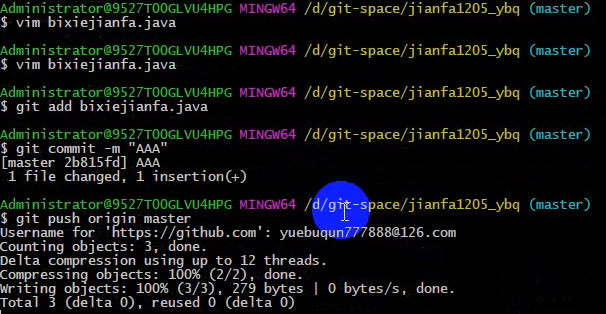 Administrator@9527TOOGLVU4HPG MINGW64 /d/git-space/jianfa1205_ybq (master)
$ vim bixiejianfa.java
Administrator@9527TOOGLVU4HPG MINGW64 /d/git-space/jianfa1205_ybq (master)
$ vim bixiejianfa.java
Administrator@9527TOOGLVU4HPG MINGW64 /d/git-space/jianfa1205_ybq (master)
$ git add bixiejianfa.java
Administrator@9527TOOGLVU4HPG MINGW64 /d/git-space/jianfa1205_ybq (master)
$ git commit -m "AAA"
[master 2b815fd] AAA
1 file changed, 1 insertion(+)
Administrator@9527TOOGLVU4HPG MINGW64 /d/git-space/jianfa1205_ybq (master)
$ git push origin master
Username for 'https://github.com': yuebuqun777888@126.com
Counting objects: 3, done.
Delta compression using up to 12 threads.
Compressing objects: 100% (2/2), done.
Writing objects: 100% (3/3), 279 bytes | 0 bytes/s, done.
Total 3 (delta 0), reused 0 (delta 0)